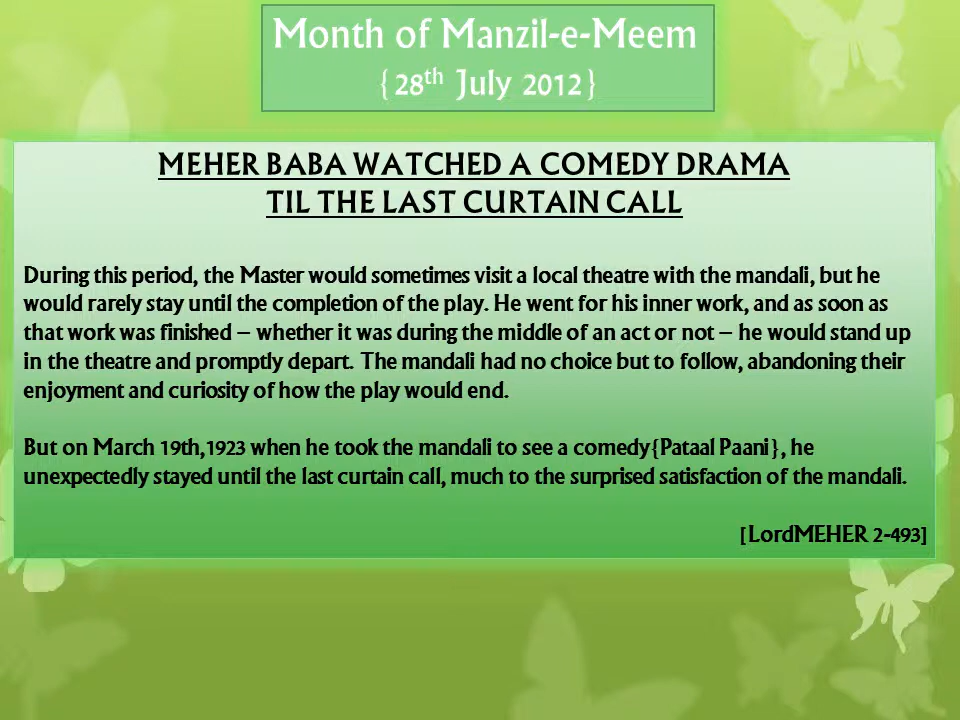 Month of Manzil-e-Meem
{28th July 2012}
MEHER BABA WATCHED A COMEDY DRAMA
TIL THE LAST CURTAIN CALL
During this period, the Master would sometimes visit a local theatre with the mandali, but he
would rarely stay until the completion of the play. He went for his inner work, and as soon as
that work was finished – whether it was during the middle of an act or not – he would stand up
in the theatre and promptly depart. The mandali had no choice but to follow, abandoning their
enjoyment and curiosity of how the play would end.
But on March 19th,1923 when he took the mandali to see a comedy{Pataal Paani}, he
unexpectedly stayed until the last curtain call, much to the surprised satisfaction of the mandali.
[LordMEHER 2-493]